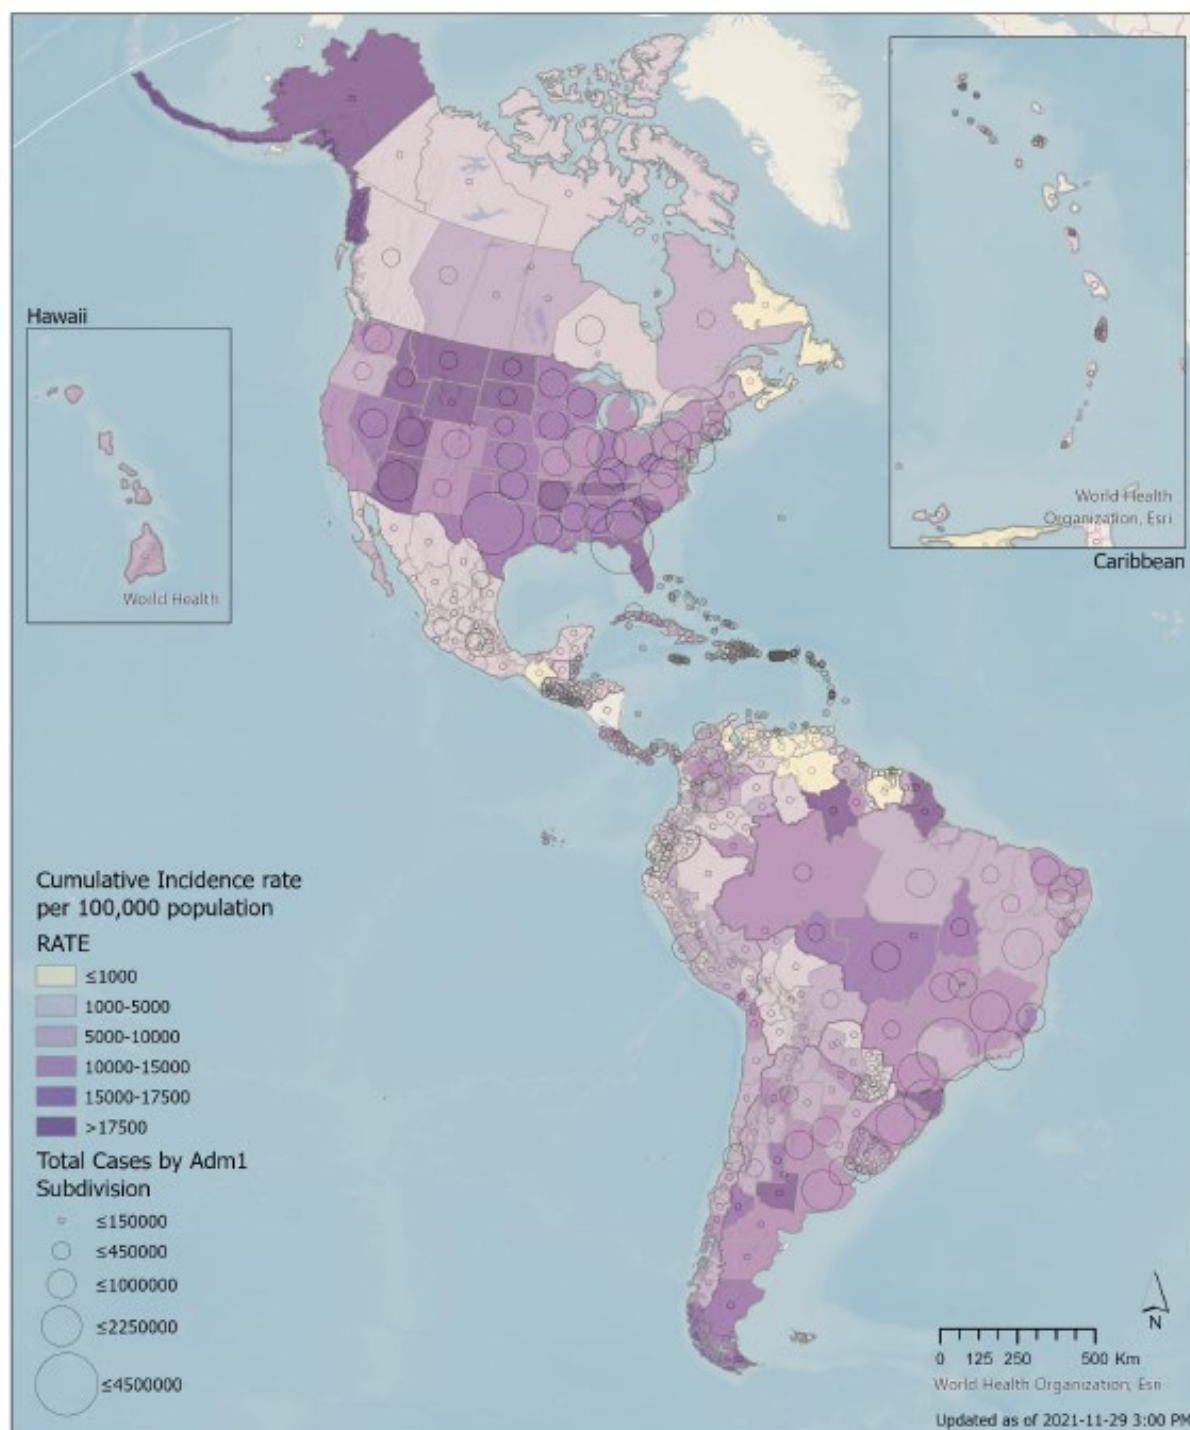 Hawaii
World Health
World Health
Organization, Esri
Caribbean
Cumulative Incidence rate
per 100,000 population
RATE
≤1000
1000-5000
5000-10000
10000-15000
15000-17500
>17500
Total Cases by Adm1
Subdivision
≤150000
≤450000
≤1000000
≤2250000
≤4500000
N
0 125 250 500 Km
World Health Organization, Esri
Updated as of 2021-11-29 3:00 PM